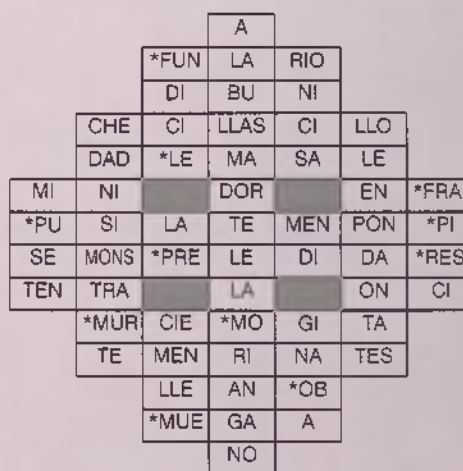 A
*FUN LA RIO
DI BU NI
CHE CI LLAS CI LLO
DAD *LE MA SA LE
MI NI DOR EN *FRA
*PU SI LA TE MEN PON *PI
SE MONS *PRE LE DI DA *RES
TEN TRA LA ON CI
*MUR CIE *MO GI TA
TE MEN RI NA TES
LLE AN *OB
*MUE GA A
NO